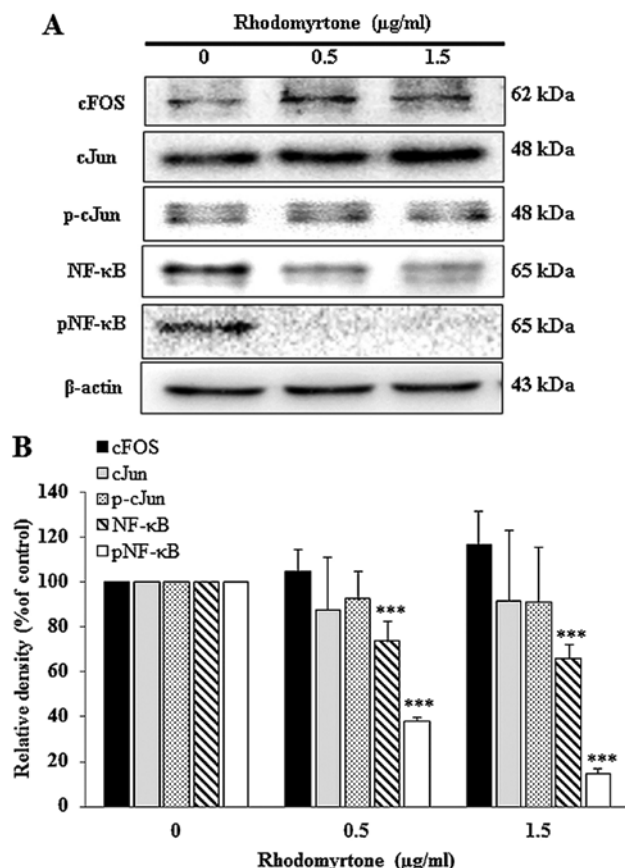 A
Rhodomyrtone (μg/ml)
0 0.5 1.5
cFOS 62 kDa
cJun 48 kDa
p-cJun 48 kDa
NF-κB 65 kDa
pNF-κB 65 kDa
β-actin 43 kDa
B
cFOS
cJun
p-cJun
NF-κB
pNF-κB
Relative density (%of control)
140
120
100
80
60
40
20
0
*** ***
*** ***
0 0.5 1.5
Rhodomyrtone (μg/ml)